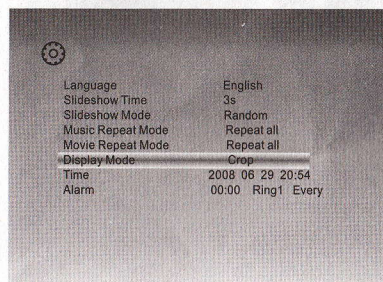 Language English
Slideshow Time 3s
Slideshow Mode Random
Music Repeat Mode Repeat all
Movie Repeat Mode Repeat all
Display Mode Crop
Time 2008 06 29 20:54
Alarm 00:00 Ring1 Every